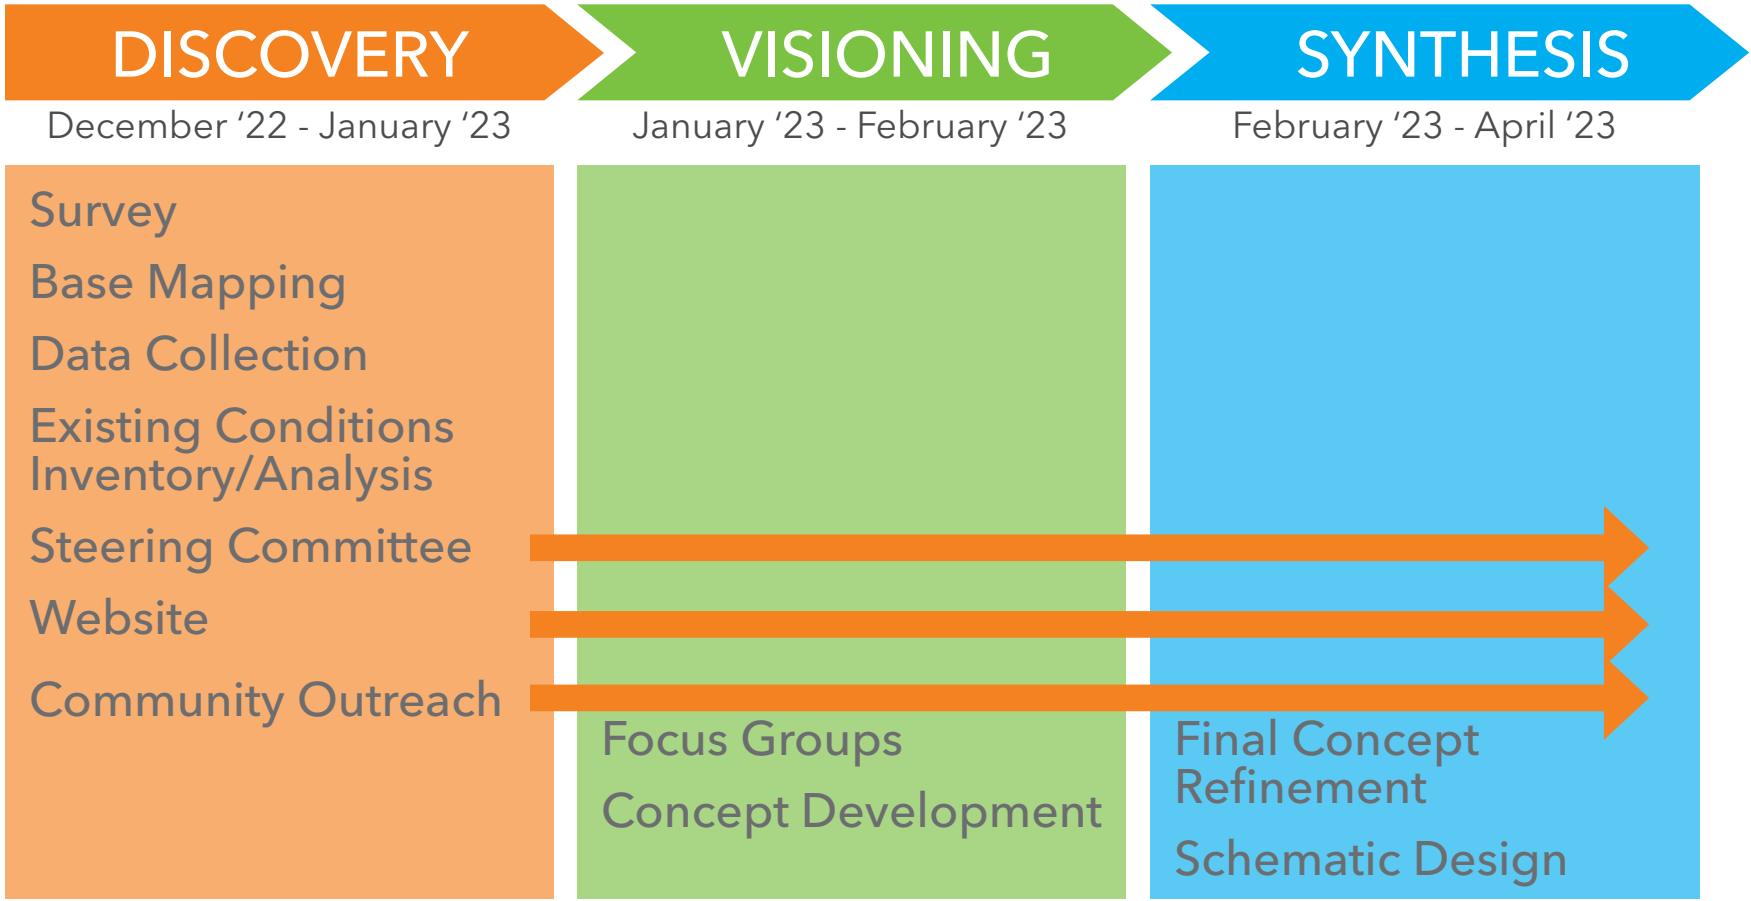 DISCOVERY
VISIONING
SYNTHESIS
December ‘22 - January ‘23
January ‘23 - February ‘23
February ‘23 - April ‘23
Survey
Base Mapping
Data Collection
Existing Conditions
Inventory/Analysis
Steering Committee
Website
Community Outreach
Focus Groups
Concept Development
Final Concept
Refinement
Schematic Design